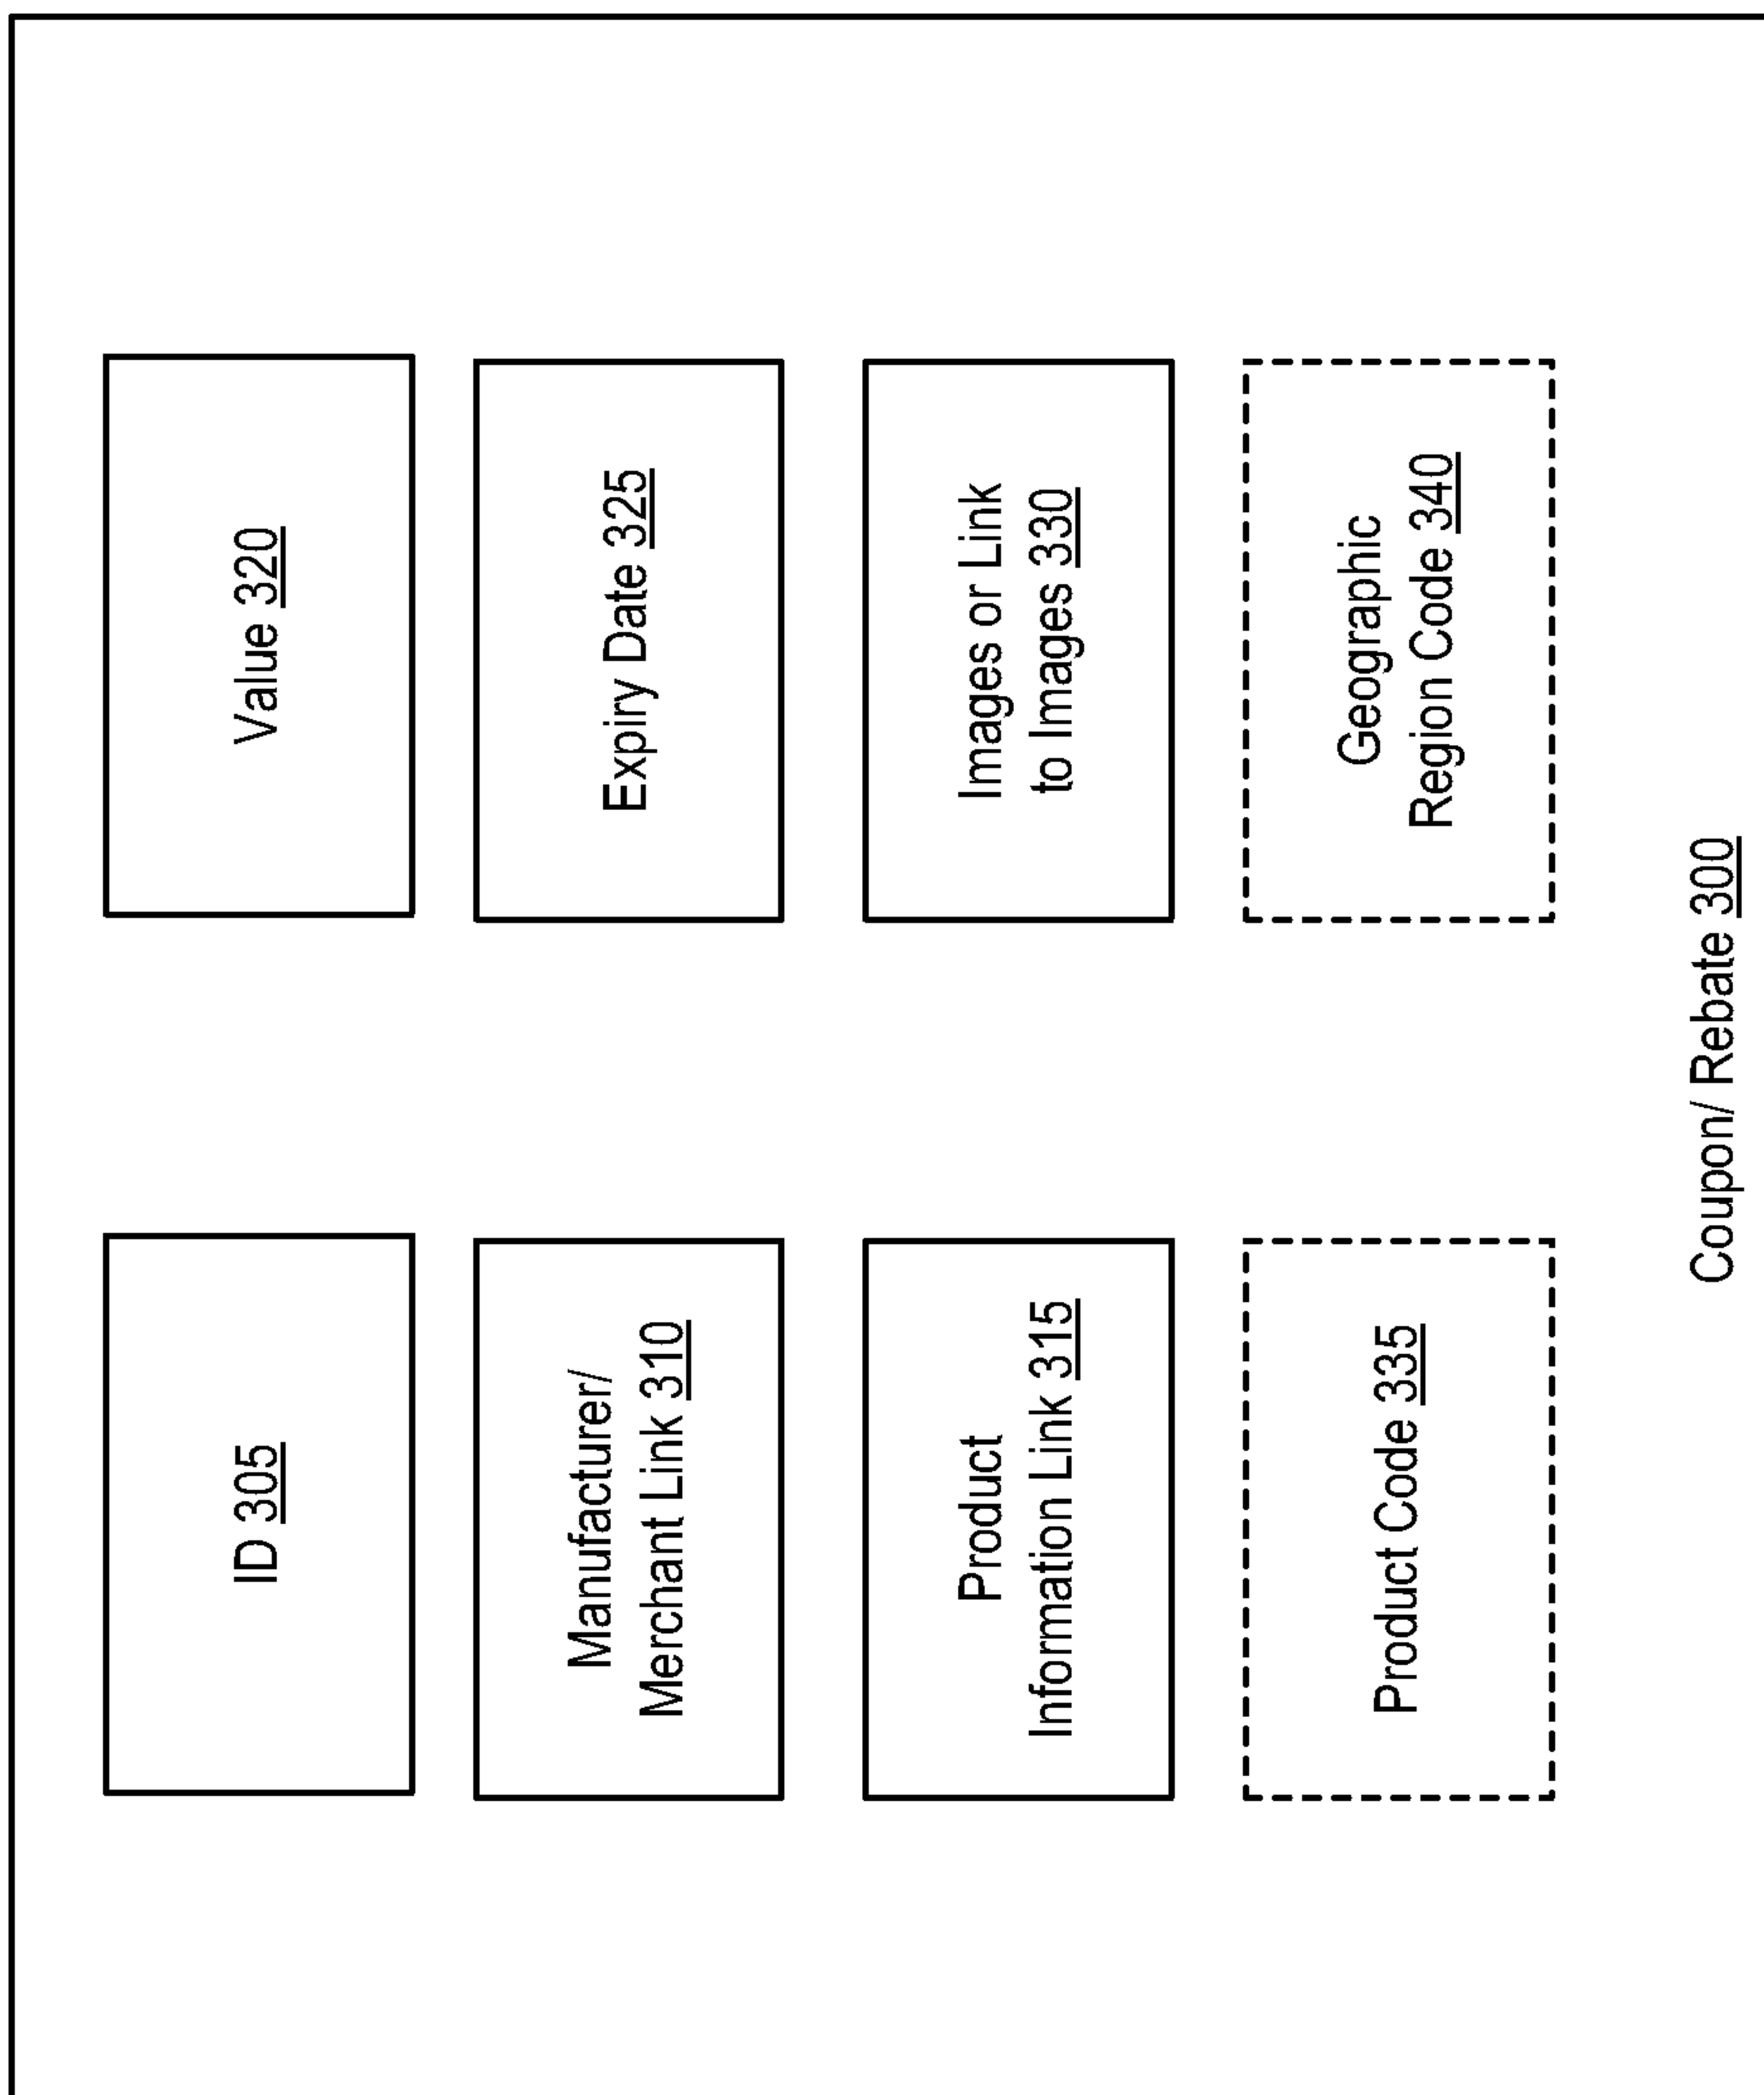 ID 305
Value 320
Manufacturer/
Merchant Link 310
Expiry Date 325
Product
Information Link 315
Images or Link
to Images 330
Product Code 335
Geographic
Region Code 340
Coupon/ Rebate 300